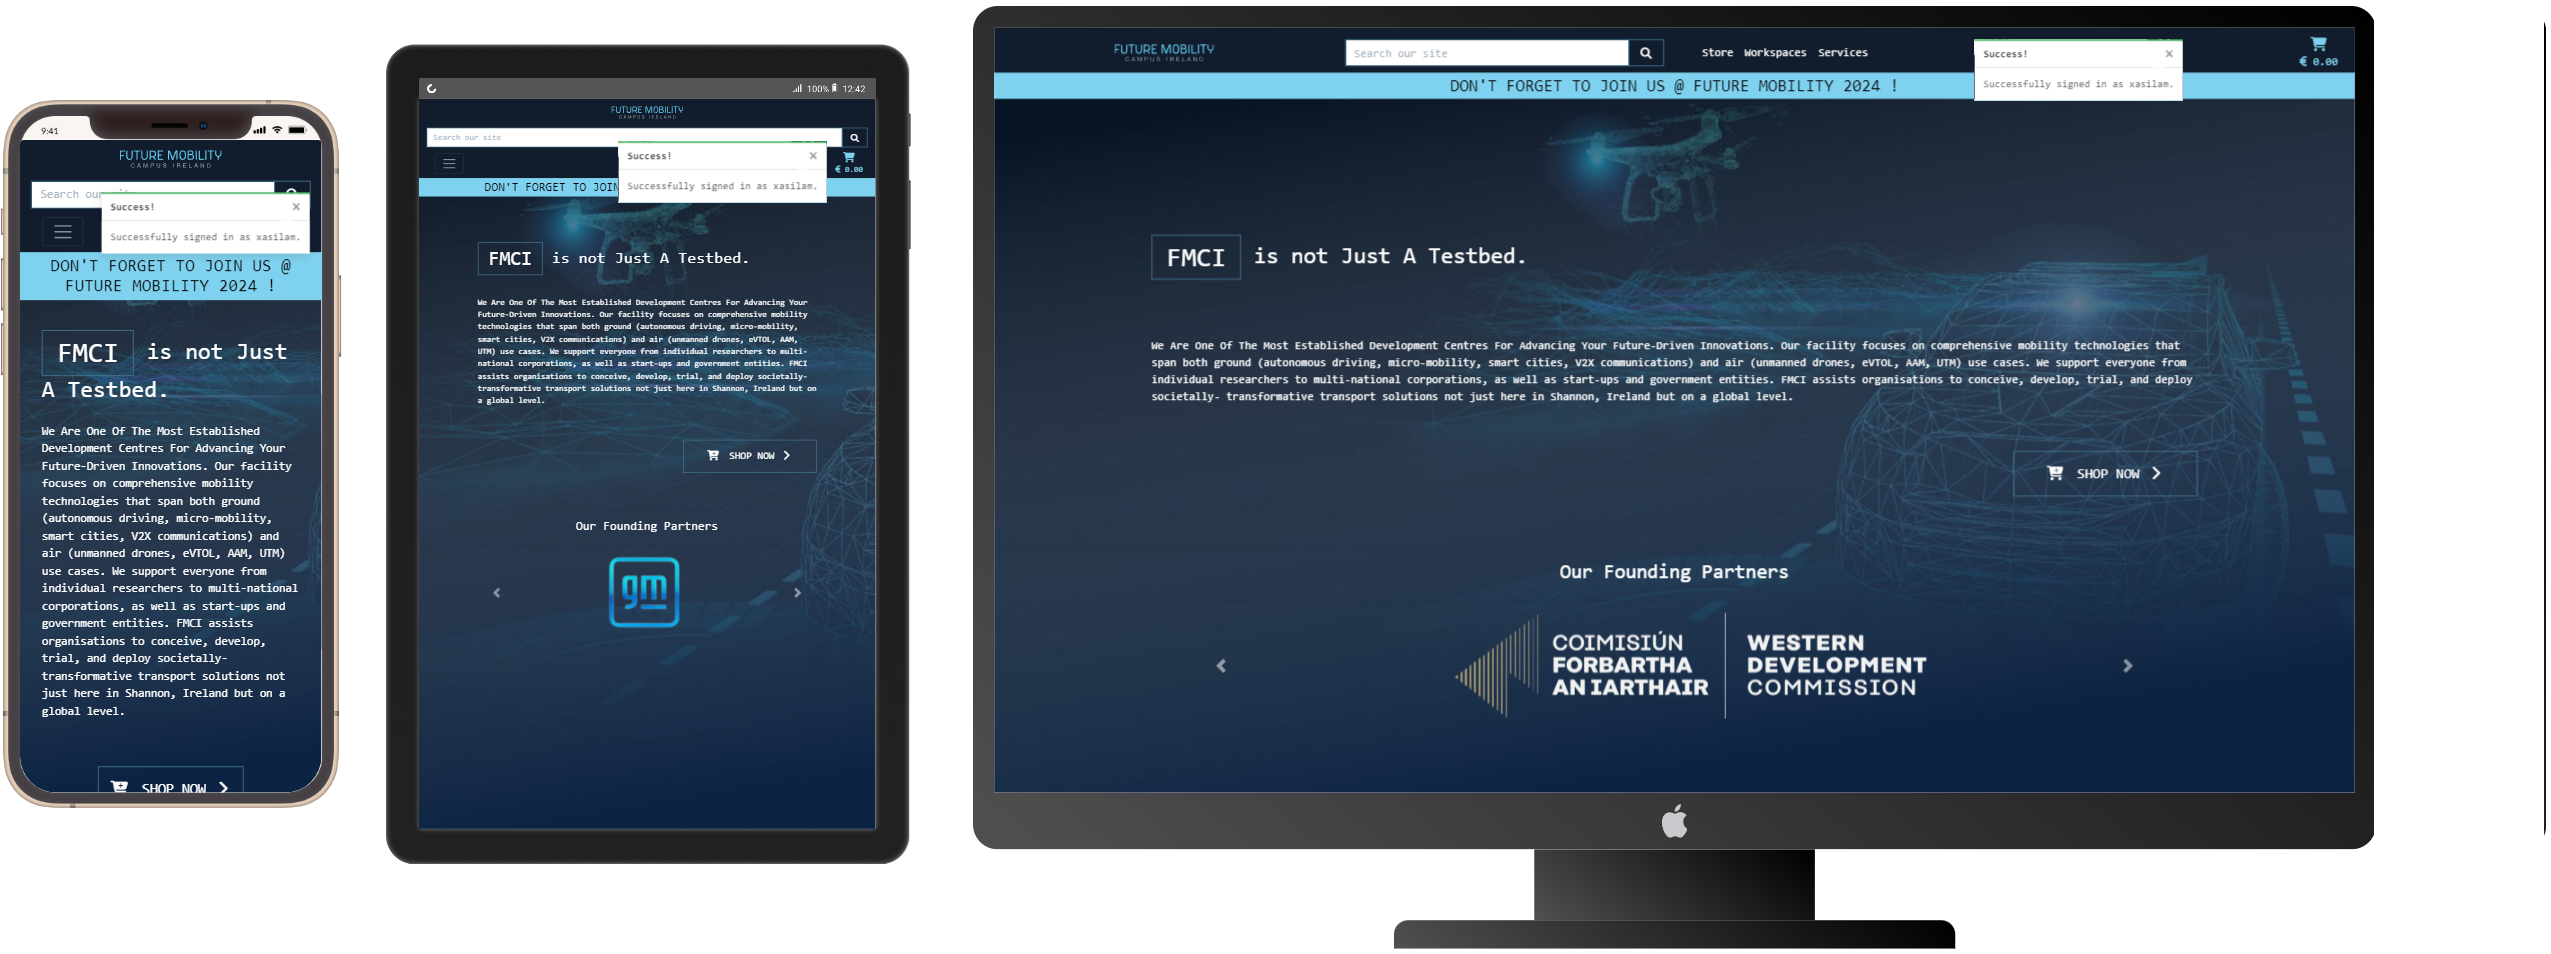 9:41
FUTURE MOBILITY
CAMPUS IRELAND
Search our
Success!
Successfully signed in as xasilam.
DON'T FORGET TO JOIN US @
FUTURE MOBILITY 2024 !
FMCI is not Just
A Testbed.
We Are One Of The Most Established
Development Centres For Advancing Your
Future-Driven Innovations. Our facility
focuses on comprehensive mobility
technologies that span both ground
(autonomous driving, micro-mobility,
smart cities, V2X communications) and
air (unmanned drones, eVTOL, AAM, UTM)
use cases. We support everyone from
individual researchers to multi-national
corporations, as well as start-ups and
government entities. FMCI assists
organisations to conceive, develop,
trial, and deploy societally-
transformative transport solutions not
just here in Shannon, Ireland but on a
global level.
SHOP NOW
100% 12:42
FUTURE MOBILITY
CAMPUS IRELAND
Search our site
Success!
Successfully signed in as xasilam.
€ 0.00
DON'T FORGET TO JOIN
FMCI is not Just A Testbed.
We Are One Of The Most Established Development Centres For Advancing Your
Future-Driven Innovations. Our facility focuses on comprehensive mobility
technologies that span both ground (autonomous driving, micro-mobility,
smart cities, V2X communications) and air (unmanned drones, eVTOL, AAM,
UTM) use cases. We support everyone from individual researchers to multi-
national corporations, as well as start-ups and government entities. FMCI
assists organisations to conceive, develop, trial, and deploy societally-
transformative transport solutions not just here in Shannon, Ireland but on
a global level.
SHOP NOW
Our Founding Partners
gm
FUTURE MOBILITY
CAMPUS IRELAND
Search our site
Store Workspaces Services
Success!
Successfully signed in as xasilam.
€ 0.00
DON'T FORGET TO JOIN US @ FUTURE MOBILITY 2024 !
FMCI is not Just A Testbed.
We Are One Of The Most Established Development Centres For Advancing Your Future-Driven Innovations. Our facility focuses on comprehensive mobility technologies that
span both ground (autonomous driving, micro-mobility, smart cities, V2X communications) and air (unmanned drones, eVTOL, AAM, UTM) use cases. We support everyone from
individual researchers to multi-national corporations, as well as start-ups and government entities. FMCI assists organisations to conceive, develop, trial, and deploy
societally- transformative transport solutions not just here in Shannon, Ireland but on a global level.
SHOP NOW
Our Founding Partners
COIMISIÚN
FORBARTHA
AN IARTHAIR
WESTERN
DEVELOPMENT
COMMISSION